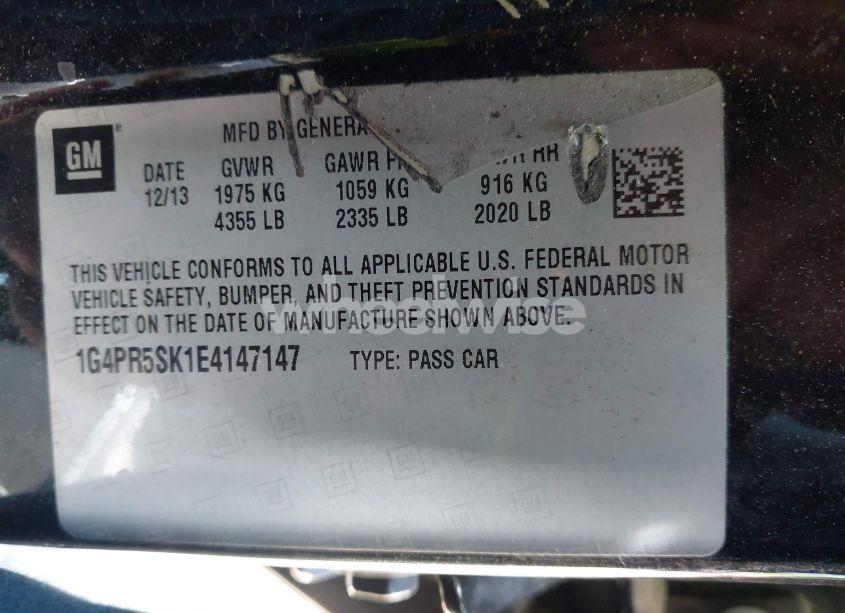 GM
MFD BY GENERA
DATE GVWR GAWR RR
12/13 1975 KG 1059 KG 916 KG
4355 LB 2335 LB 2020 LB
THIS VEHICLE CONFORMS TO ALL APPLICABLE U.S. FEDERAL MOTOR
VEHICLE SAFETY, BUMPER, AND THEFT PREVENTION STANDARDS IN
EFFECT ON THE DATE OF MANUFACTURE SHOWN ABOVE.
wheelwise
1G4PR5SK1E4147147 TYPE: PASS CAR